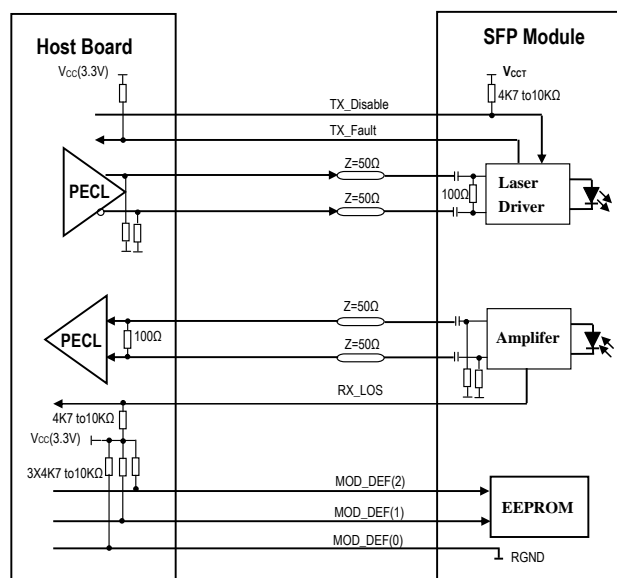 Host Board
SFP Module
Vcc(3.3V)
VCCT
4K7 to10KΩ
TX_Disable
TX_Fault
Z=50Ω
PECL
100Ω
Laser
Driver
Z=50Ω
Z=50Ω
PECL
100Ω
Amplifer
Z=50Ω
RX_LOS
4K7 to10KΩ
Vcc(3.3V)
3X4K7 to10KΩ
MOD_DEF(2)
EEPROM
MOD_DEF(1)
MOD_DEF(0)
RGND